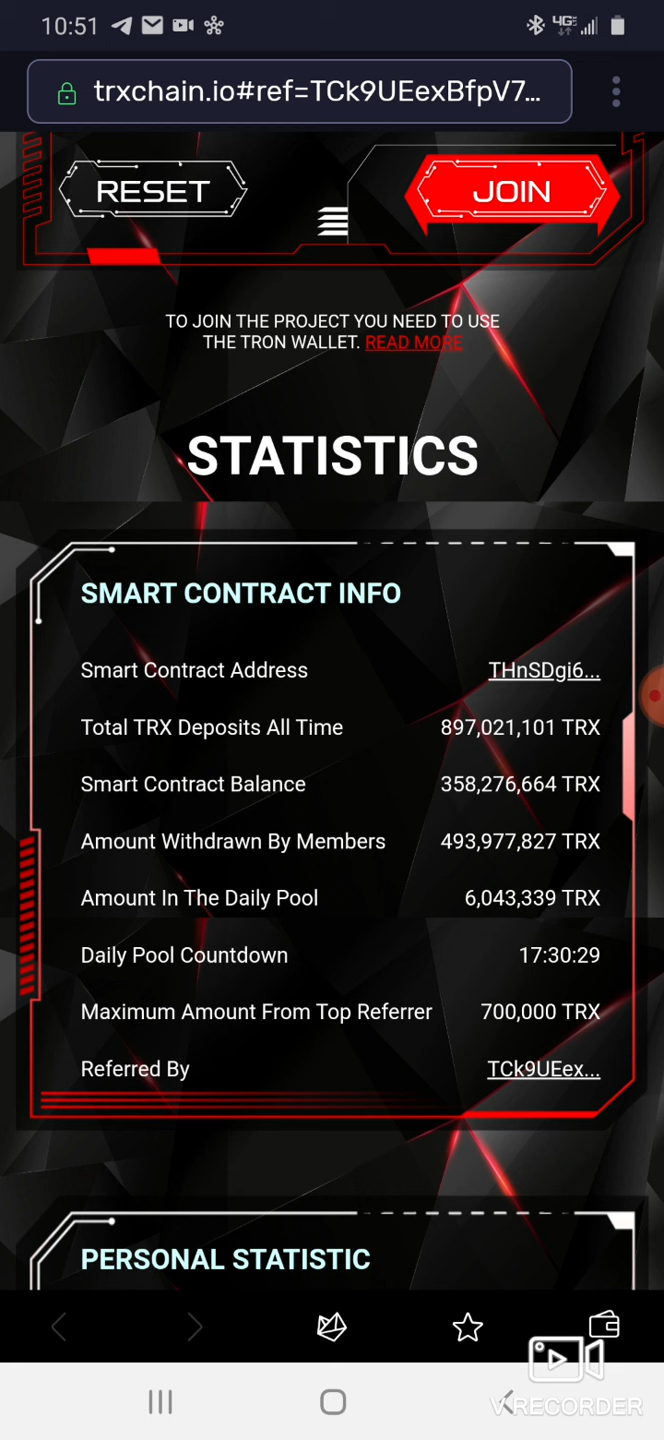 10:51
4GE
trxchain.io#ref=TCk9UEexBfpV7...
RESET
JOIN
TO JOIN THE PROJECT YOU NEED TO USE
THE TRON WALLET. READ MORE
STATISTICS
SMART CONTRACT INFO
Smart Contract Address THnSDgi6...
Total TRX Deposits All Time 897,021,101 TRX
Smart Contract Balance 358,276,664 TRX
Amount Withdrawn By Members 493,977,827 TRX
Amount In The Daily Pool 6,043,339 TRX
Daily Pool Countdown 17:30:29
Maximum Amount From Top Referrer 700,000 TRX
Referred By TCk9UEex...
PERSONAL STATISTIC
V RECORDER